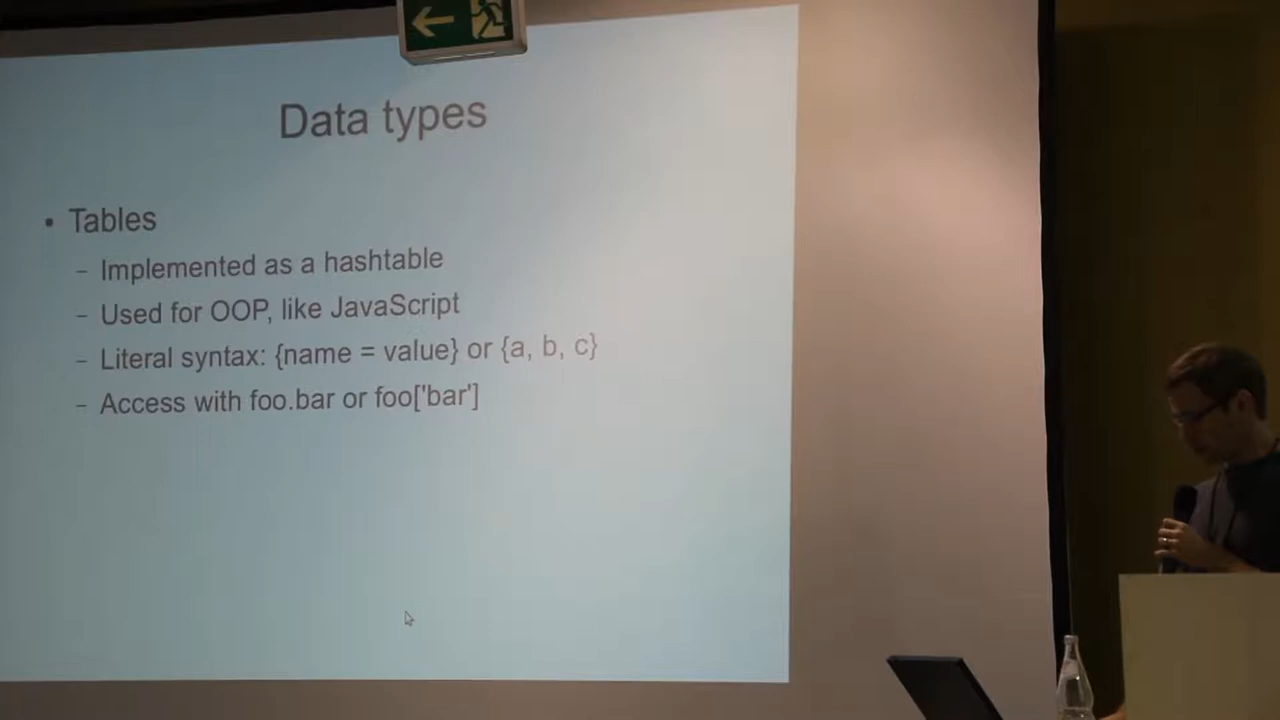 Data types
• Tables
– Implemented as a hashtable
– Used for OOP, like JavaScript
– Literal syntax: {name = value} or {a, b, c}
– Access with foo.bar or foo['bar']